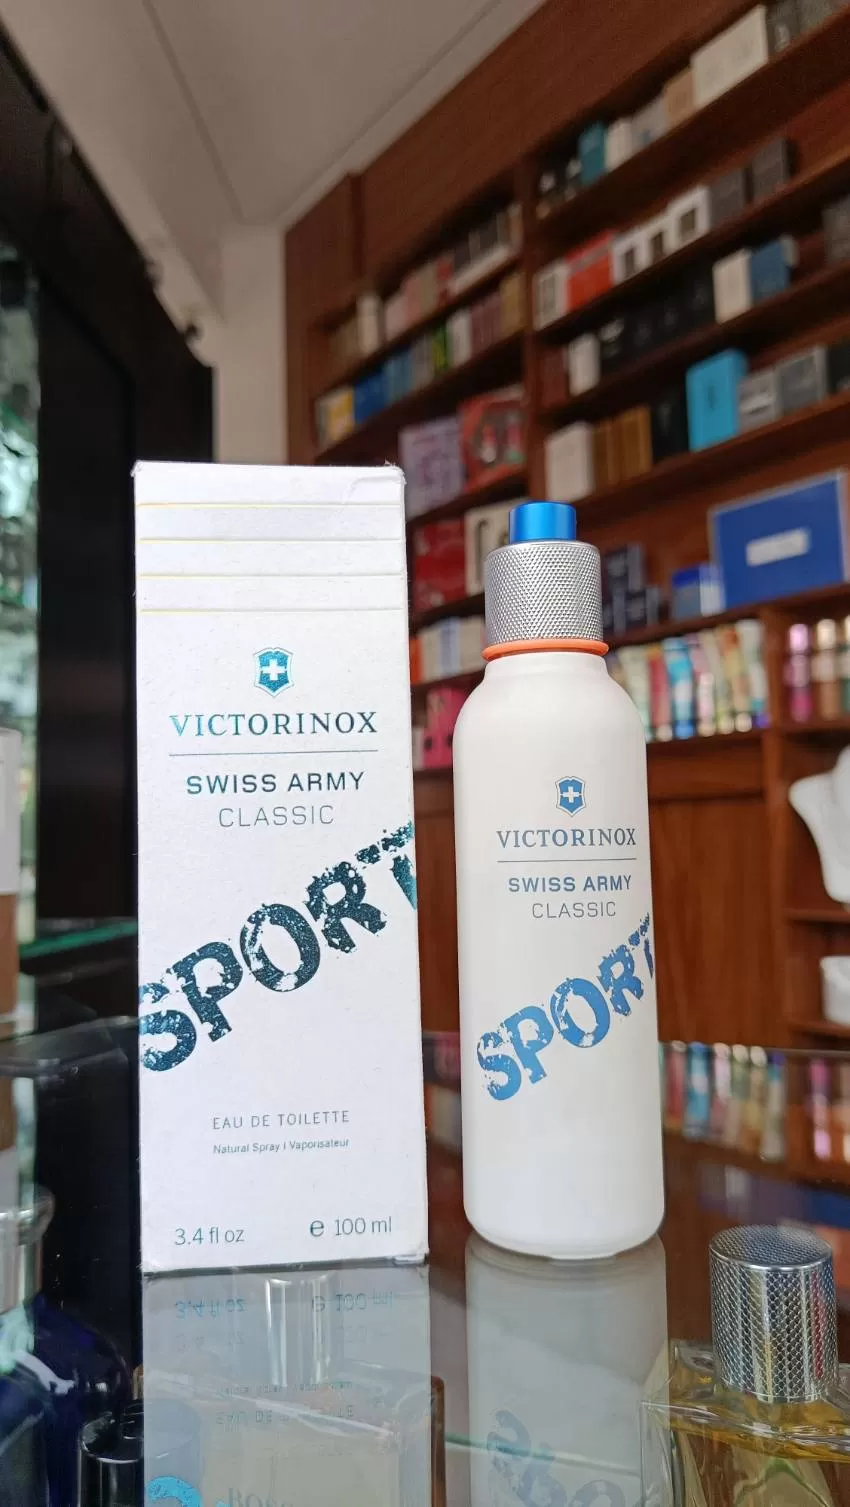 VICTORINOX
SWISS ARMY
CLASSIC
SPORT
EAU DE TOILETTE
Natural Spray | Vaporisateur
3.4 fl oz
e 100 ml
VICTORINOX
SWISS ARMY
CLASSIC
SPORT